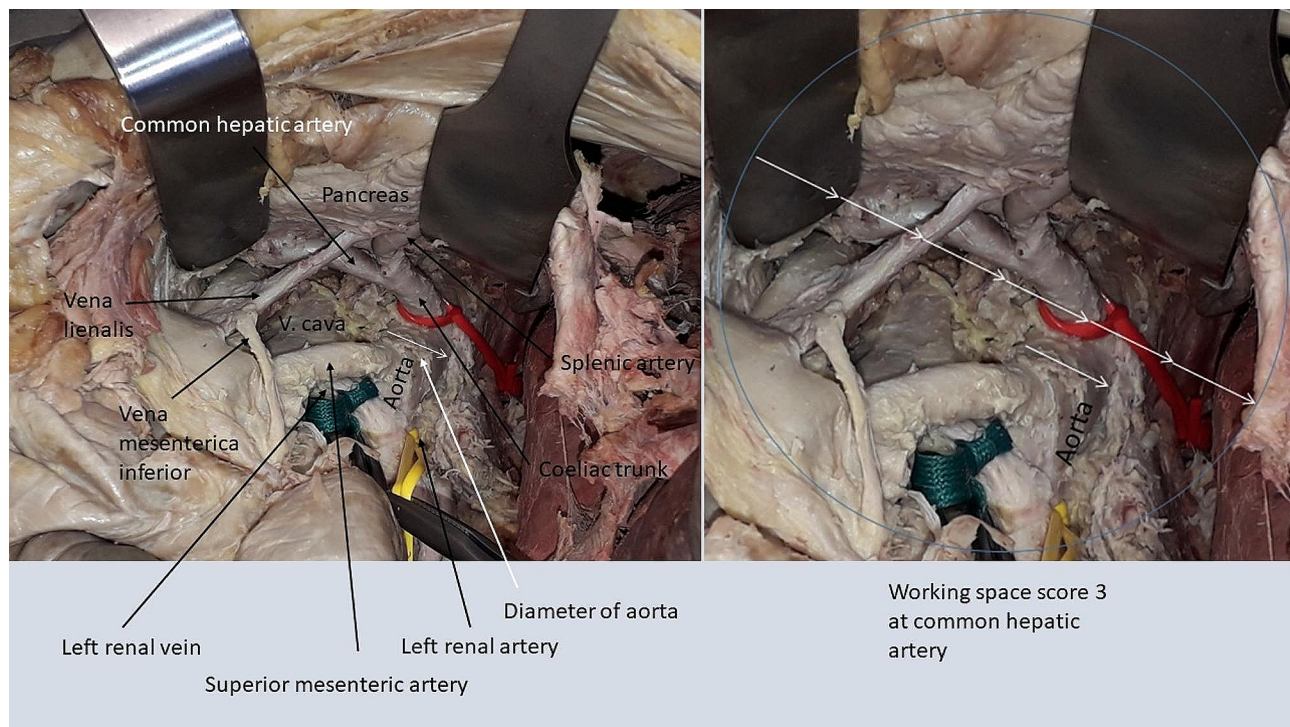 Common hepatic artery
Pancreas
Vena
lienalis
V. cava
Aorta
Splenic artery
Vena
mesenterica
inferior
Coeliac trunk
Diameter of aorta
Left renal vein
Left renal artery
Superior mesenteric artery
Aorta
Working space score 3
at common hepatic
artery